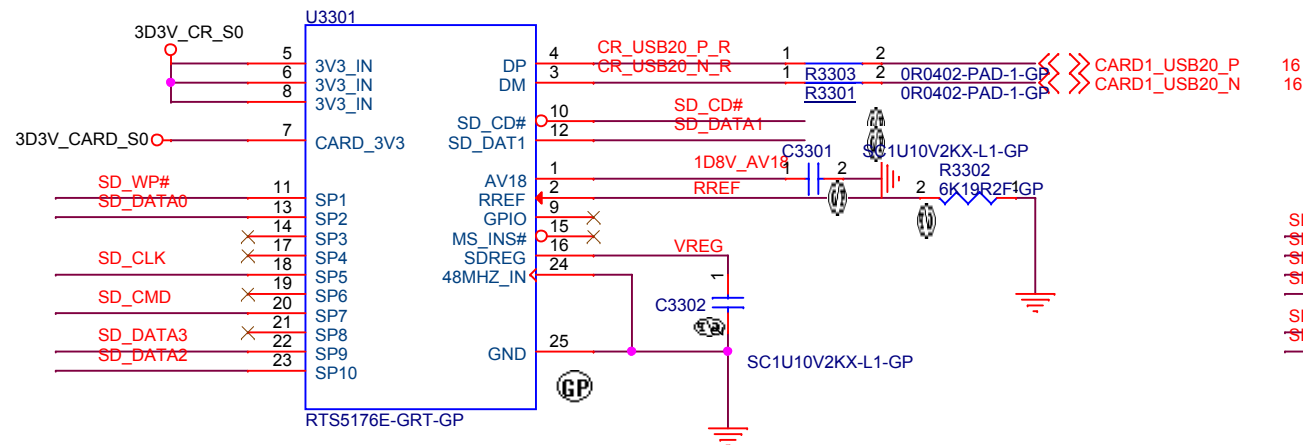 U3301
3D3V_CR_S0
5 3V3_IN
6 3V3_IN
8 3V3_IN
3D3V_CARD_S0
7 CARD_3V3
SD_WP# 11 SP1
SD_DATA0 13 SP2
14 SP3
17 SP4
SD_CLK 18 SP5
19 SP6
SD_CMD 20 SP7
21 SP8
SD_DATA3 22 SP9
SD_DATA2 23 SP10
DP 4 CR_USB20_P_R 1 2 CARD1_USB20_P 16
DM 3 CR_USB20_N_R 1 R3303 2 0R0402-PAD-1-GP CARD1_USB20_N 16
R3301 0R0402-PAD-1-GP
SD_CD# 10 SD_CD#
SD_DAT1 12 SD_DATA1
C3301 SC1U10V2KX-L1-GP
AV18 1 1D8V_AV18 1 2
R3302
6K19R2F-GP
RREF 2 RREF 2 1
GPIO 9
MS_INS# 15
SDREG 16 VREG
48MHZ_IN 24
1
C3302
GND 25
SC1U10V2KX-L1-GP
GP
RTS5176E-GRT-GP